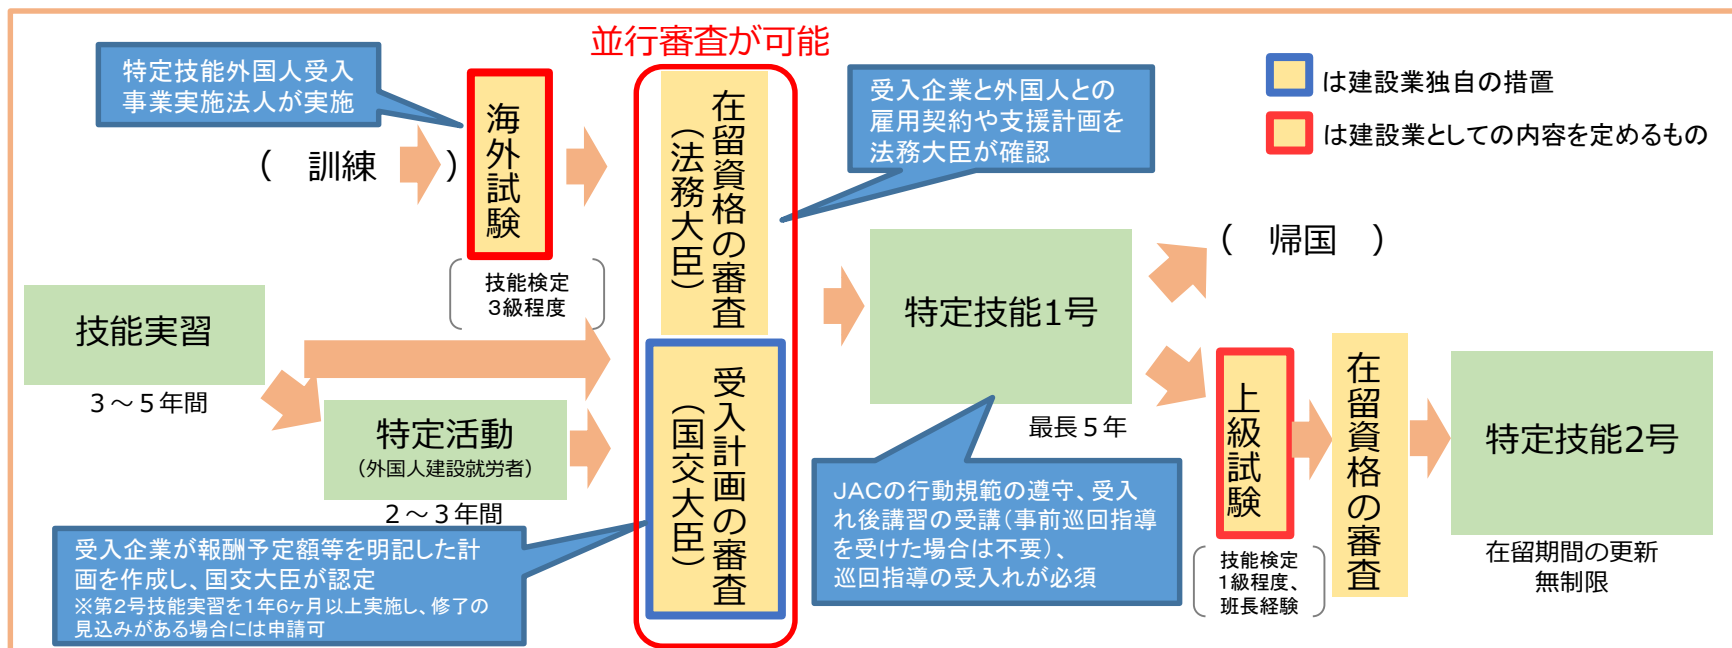 並行審査が可能
特定技能外国人受入
事業実施法人が実施
(　訓練　)
海外試験
技能検定
3級程度
在留資格の審査
(法務大臣)
受入企業と外国人との
雇用契約や支援計画を
法務大臣が確認
は建設業独自の措置
は建設業としての内容を定めるもの
技能実習
3～5年間
特定活動
(外国人建設就労者)
2～3年間
受入計画の審査
(国交大臣)
受入企業が報酬予定額等を明記した計
画を作成し、国交大臣が認定
※第2号技能実習を1年6ヶ月以上実施し、修了の
見込みがある場合には申請可
特定技能1号
最長5年
JACの行動規範の遵守、受入
れ後講習の受講(事前巡回指導
を受けた場合は不要)、
巡回指導の受入れが必須
(　帰国　)
上級試験
技能検定
1級程度、
班長経験
在留資格の審査
特定技能2号
在留期間の更新
無制限